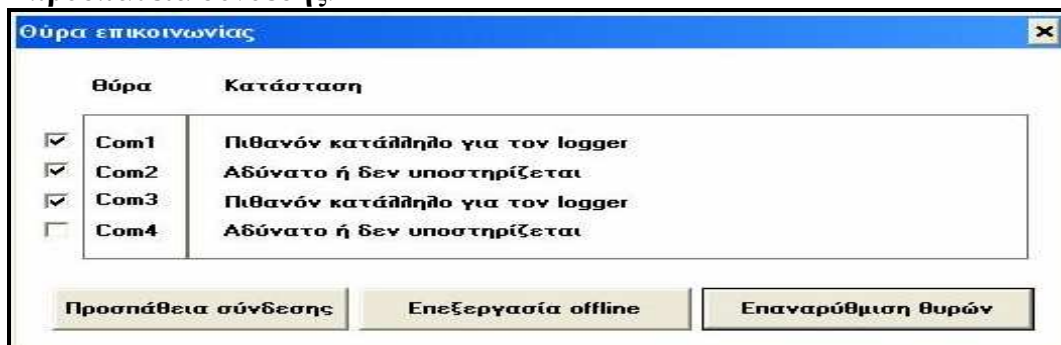 Θύρα επικοινωνίας
Θύρα Κατάσταση
Com1 Πιθανόν κατάλληλο για τον logger
Com2 Αδύνατο ή δεν υποστηρίζεται
Com3 Πιθανόν κατάλληλο για τον logger
Com4 Αδύνατο ή δεν υποστηρίζεται
Προσπάθεια σύνδεσης Επεξεργασία offline Επαναρύθμιση θυρών